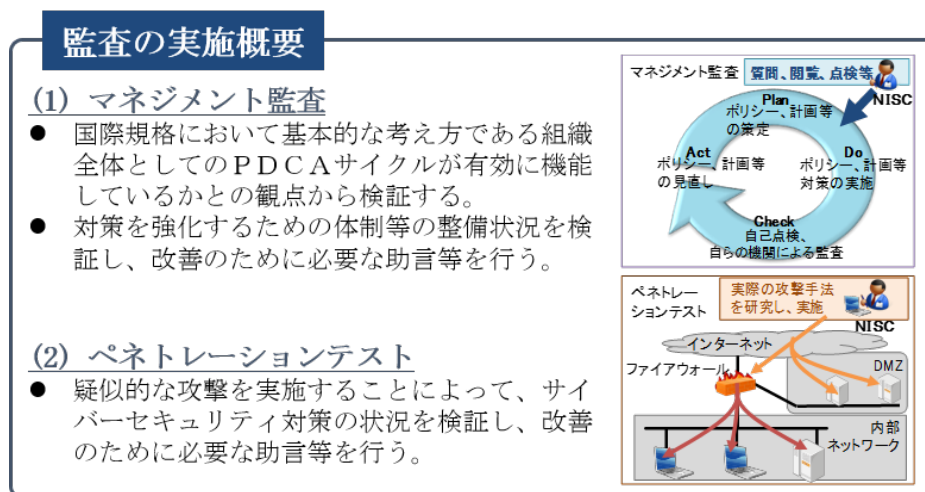 監査の実施概要
(1) マネジメント監査
● 国際規格において基本的な考え方である組織
全体としてのＰＤＣＡサイクルが有効に機能
しているかとの観点から検証する。
● 対策を強化するための体制等の整備状況を検
証し、改善のために必要な助言等を行う。
(2) ペネトレーションテスト
● 疑似的な攻撃を実施することによって、サイ
バーセキュリティ対策の状況を検証し、改善
のために必要な助言等を行う。
マネジメント監査
質問、閲覧、点検等
NISC
Plan
ポリシー、計画等
の策定
Do
ポリシー、計画等
対策の実施
Check
自己点検、
自らの機関による監査
Act
ポリシー、計画等
の見直し
ペネトレー
ションテスト
実際の攻撃手法
を研究し、実施
NISC
インターネット
ファイアウォール
DMZ
内部
ネットワーク